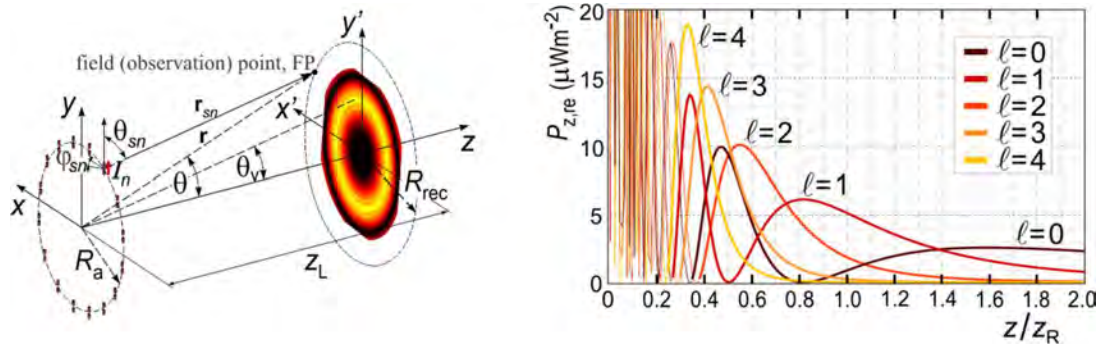 y'
field (observation) point, FP
x'
y
r_sn
θ_sn
z
r
φ_sn
I_n
θ
θ_v
R_rec
x
z_L
R_a
P_z,re (μWm⁻²)
20
15
10
5
0
ℓ=4
ℓ=3
ℓ=2
ℓ=1
ℓ=0
ℓ=0
ℓ=1
ℓ=2
ℓ=3
ℓ=4
0 0.2 0.4 0.6 0.8 1.0 1.2 1.4 1.6 1.8 2.0
z/z_R